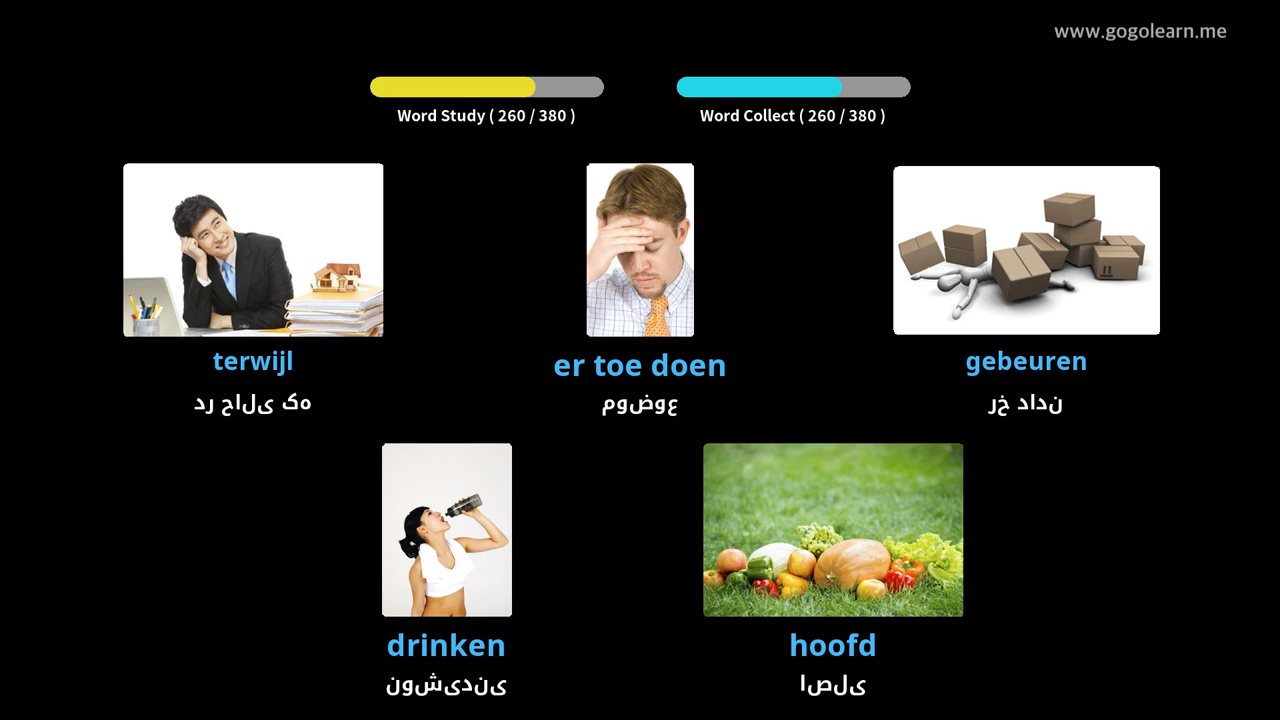 www.gogolearn.me
Word Study ( 260 / 380 )
Word Collect ( 260 / 380 )
terwijl
در حالی که
er toe doen
موضوع
gebeuren
رخ دادن
drinken
نوشیدنی
hoofd
اصلی